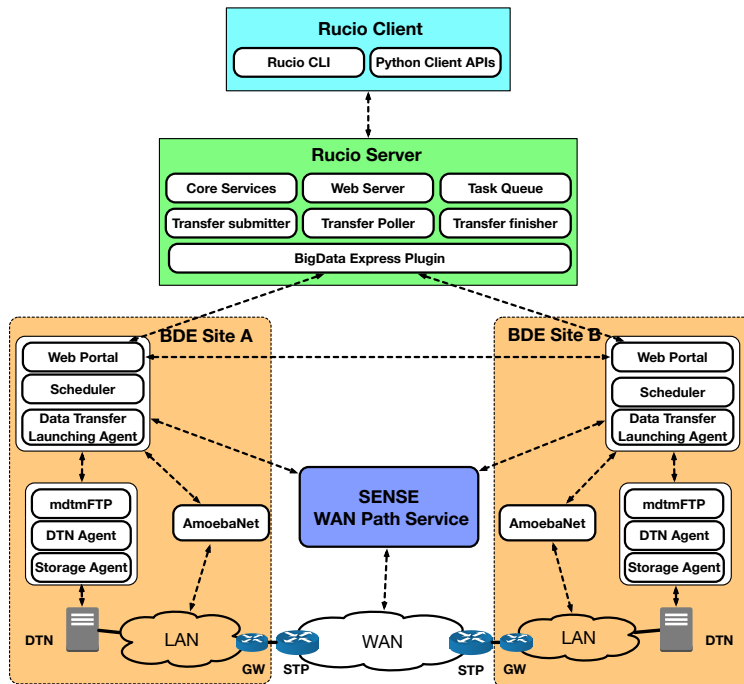 Rucio Client
Rucio CLI
Python Client APIs
Rucio Server
Core Services
Web Server
Task Queue
Transfer submitter
Transfer Poller
Transfer finisher
BigData Express Plugin
BDE Site A
Web Portal
Scheduler
Data Transfer
Launching Agent
mdtmFTP
DTN Agent
Storage Agent
AmoebaNet
DTN
LAN
GW
SENSE
WAN Path Service
STP
WAN
STP
BDE Site B
Web Portal
Scheduler
Data Transfer
Launching Agent
AmoebaNet
mdtmFTP
DTN Agent
Storage Agent
GW
LAN
DTN